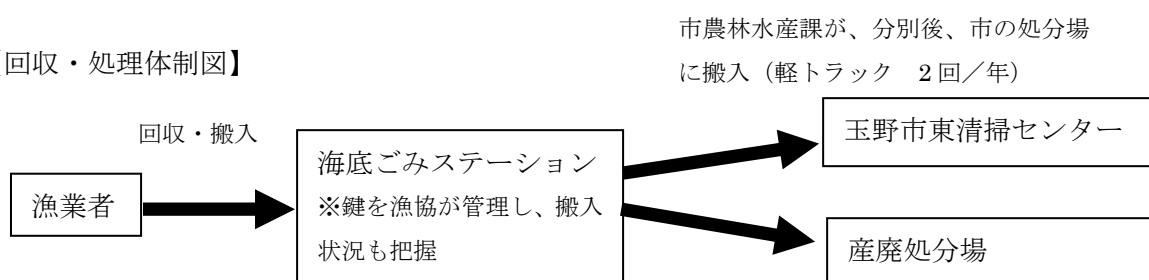 回収・処理体制図】
市農林水産課が、分別後、市の処分場
に搬入（軽トラック　2回／年）
回収・搬入
漁業者
海底ごみステーション
※鍵を漁協が管理し、搬入
状況も把握
玉野市東清掃センター
産廃処分場